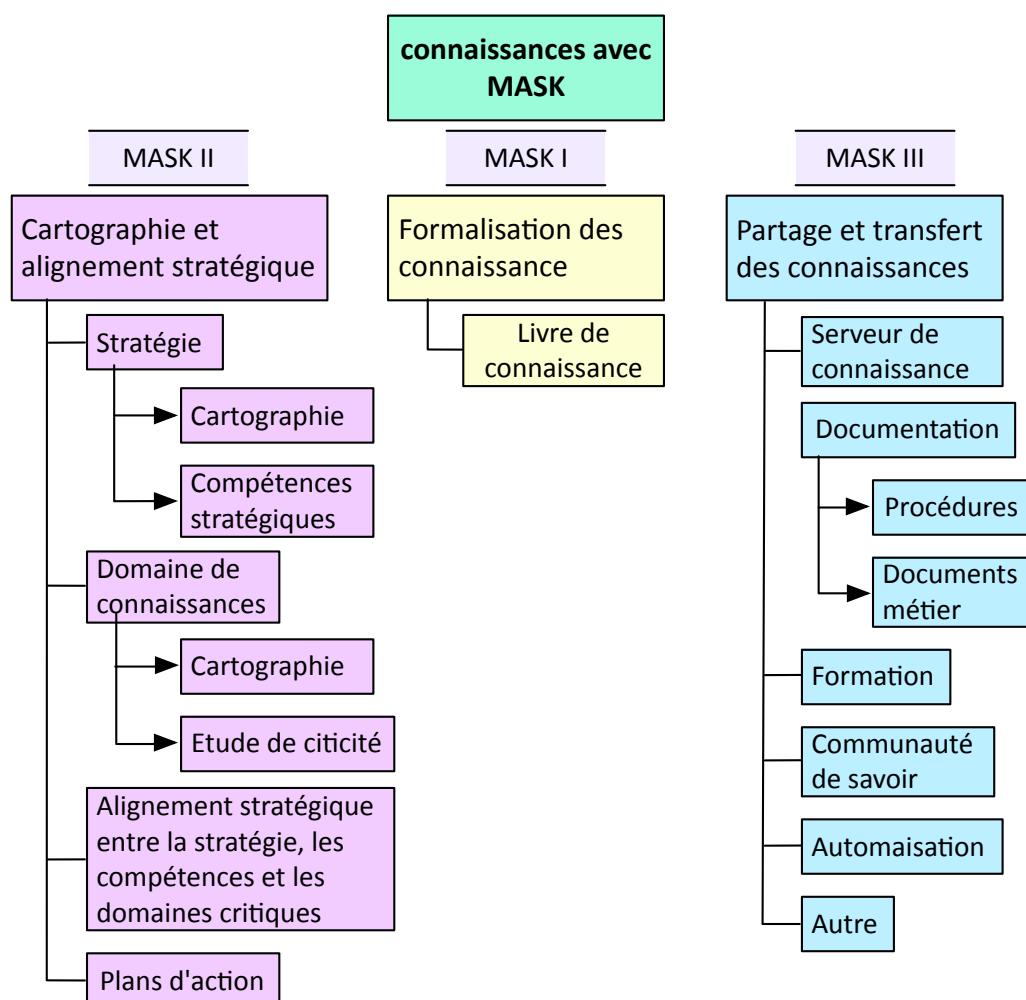 connaissances avec
MASK
MASK II
MASK I
MASK III
Cartographie et
alignement stratégique
Stratégie
Cartographie
Compétences
stratégiques
Domaine de
connaissances
Cartographie
Etude de citicité
Alignement stratégique
entre la stratégie, les
compétences et les
domaines critiques
Plans d'action
Formalisation des
connaissance
Livre de
connaissance
Partage et transfert
des connaissances
Serveur de
connaissance
Documentation
Procédures
Documents
métier
Formation
Communauté
de savoir
Automaisation
Autre